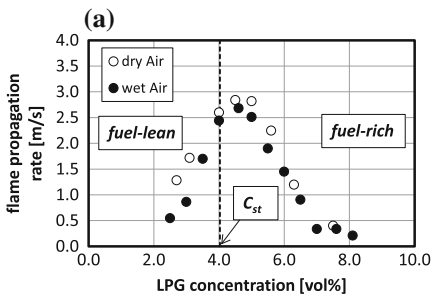 (a)
4.0
3.5
3.0
2.5
2.0
1.5
1.0
0.5
0.0
flame propagation
rate [m/s]
dry Air
wet Air
fuel-lean
fuel-rich
Cst
0.0 2.0 4.0 6.0 8.0 10.0
LPG concentration [vol%]